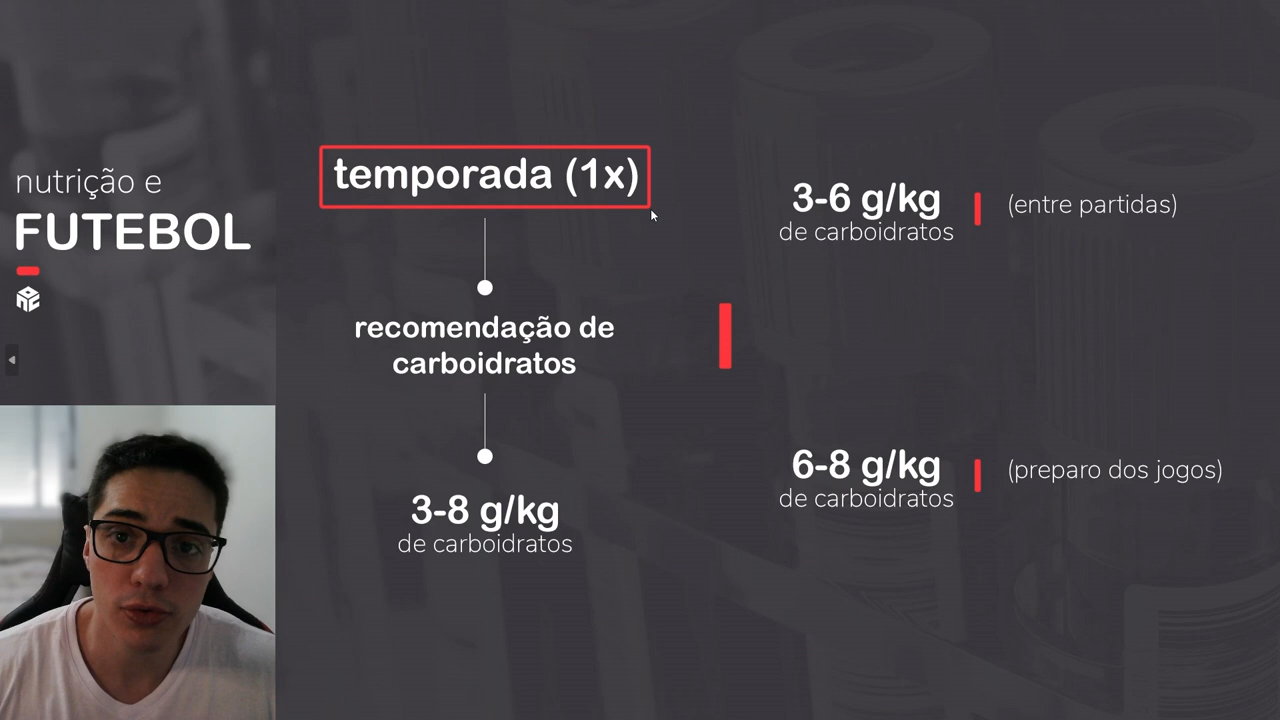 nutrição e
FUTEBOL
temporada (1x)
recomendação de
carboidratos
3-8 g/kg
de carboidratos
3-6 g/kg
de carboidratos
(entre partidas)
6-8 g/kg
de carboidratos
(preparo dos jogos)